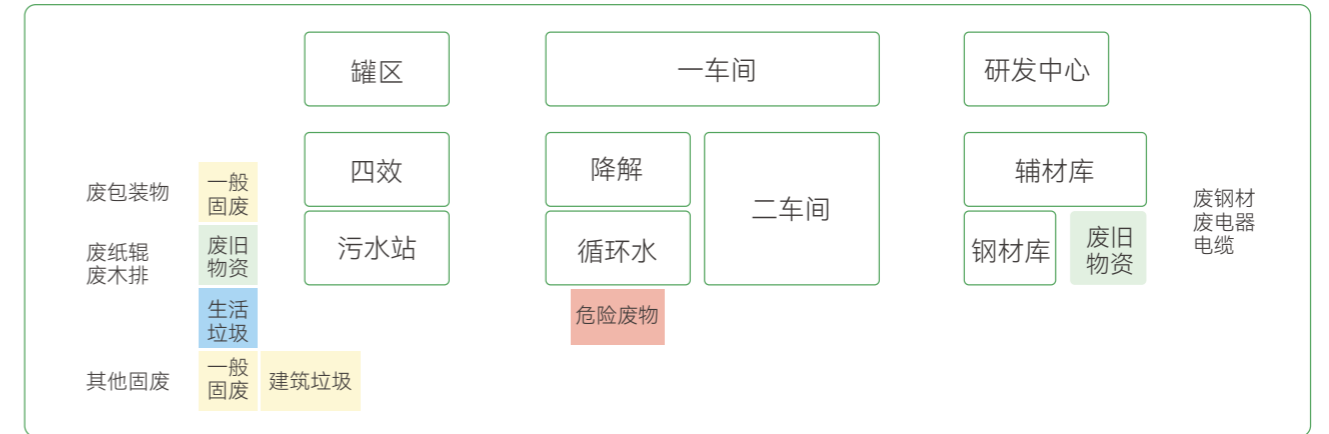 罐区
一车间
研发中心
四效
降解
二车间
辅材库
废包装物
一般
固废
废钢材
废电器
电缆
废纸辊
废木排
废旧
物资
污水站
循环水
钢材库
废旧
物资
生活
垃圾
危险废物
其他固废
一般
固废
建筑垃圾